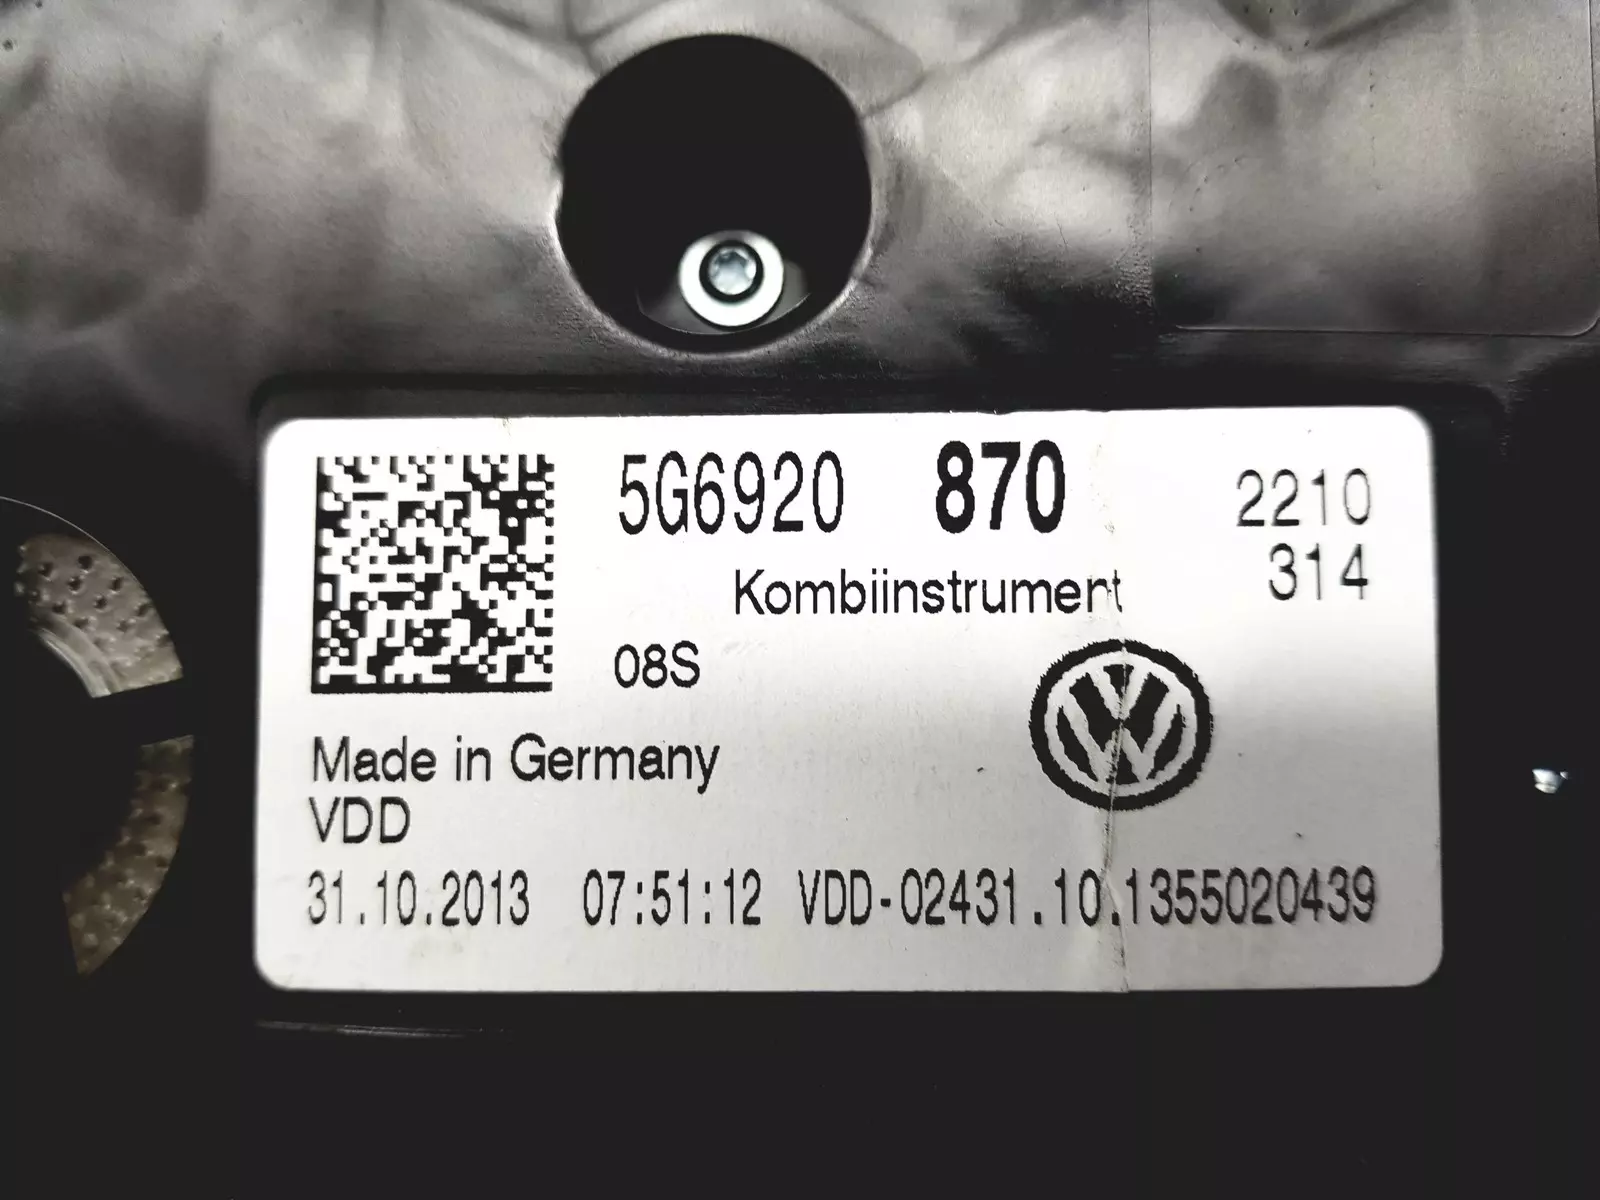 5G6920 870 2210
314
Kombiinstrument
08S
Made in Germany
VDD
31.10.2013 07:51:12 VDD-02431.10.1355020439